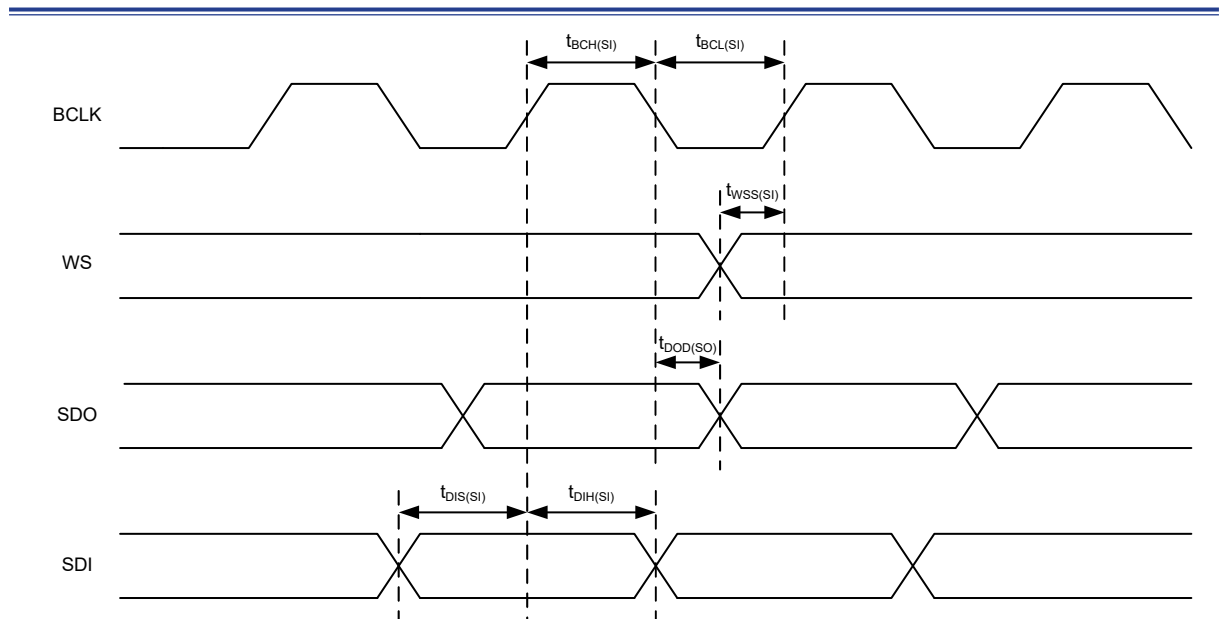 tBCH(SI) tBCL(SI)
BCLK
tWSS(SI)
WS
tDOD(SO)
SDO
tDIS(SI) tDIH(SI)
SDI